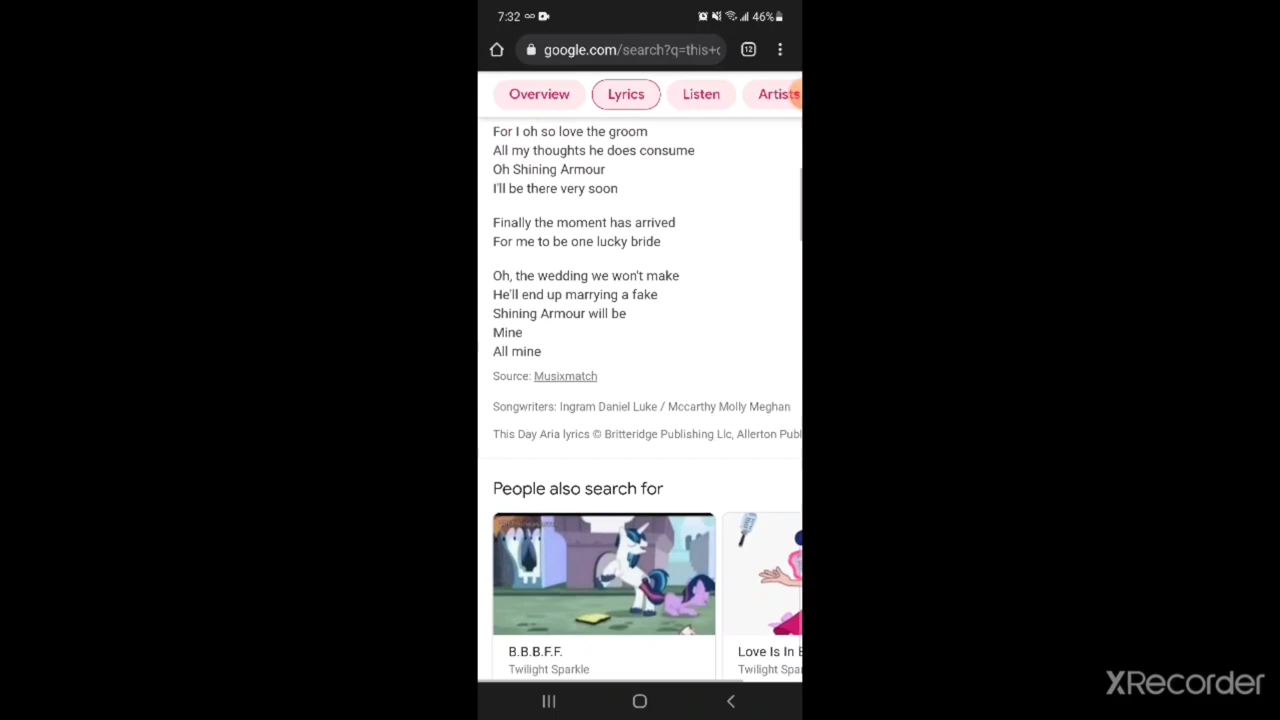 7:32 46%
google.com/search?q=this+
12
Overview Lyrics Listen Artists
For I oh so love the groom
All my thoughts he does consume
Oh Shining Armour
I'll be there very soon
Finally the moment has arrived
For me to be one lucky bride
Oh, the wedding we won't make
He'll end up marrying a fake
Shining Armour will be
Mine
All mine
Source: Musixmatch
Songwriters: Ingram Daniel Luke / Mccarthy Molly Meghan
This Day Aria lyrics © Britteridge Publishing Llc, Allerton Publ
People also search for
B.B.B.F.F. Love Is In
Twilight Sparkle Twilight Spa
XRecorder